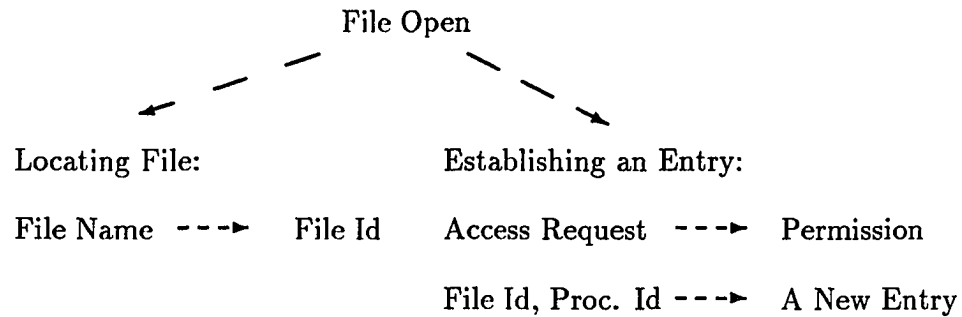 File Open
Locating File:
Establishing an Entry:
File Name
File Id
Access Request
Permission
File Id, Proc. Id
A New Entry